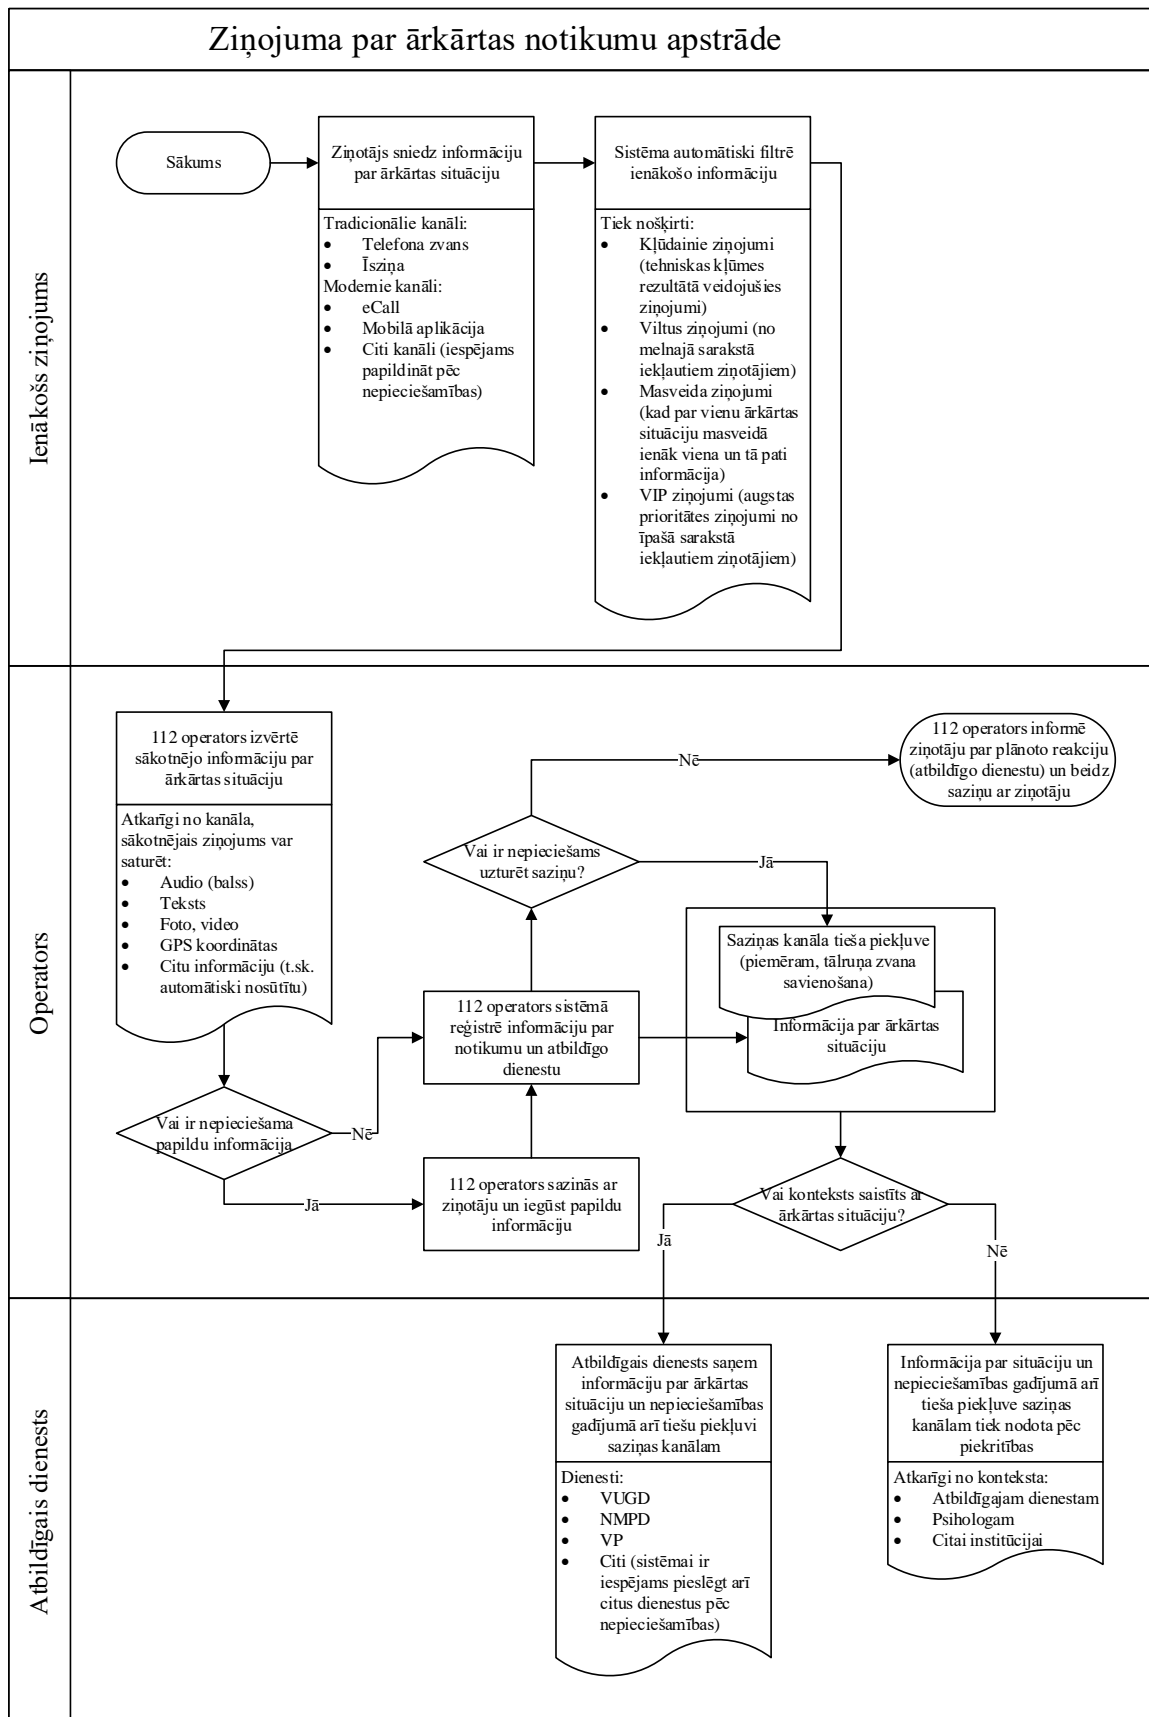 Ziņojuma par ārkārtas notikumu apstrāde
Ienākošs ziņojums
Sākums
Ziņotājs sniedz informāciju
par ārkārtas situāciju
Tradicionālie kanāli:
• Telefona zvans
• Īsziņa
Modernie kanāli:
• eCall
• Mobilā aplikācija
• Citi kanāli (iespējams
papildināt pēc
nepieciešamības)
Sistēma automātiski filtrē
ienākošo informāciju
Tiek nošķirti:
• Kļūdainie ziņojumi
(tehniskas kļūmes
rezultātā veidojušies
ziņojumi)
• Viltus ziņojumi (no
melnajā sarakstā
iekļautiem ziņotājiem)
• Masveida ziņojumi
(kad par vienu ārkārtas
situāciju masveidā
ienāk viena un tā pati
informācija)
• VIP ziņojumi (augstas
prioritātes ziņojumi no
īpašā sarakstā
iekļautiem ziņotājiem)
Operators
112 operators izvērtē
sākotnējo informāciju par
ārkārtas situāciju
Atkarīgi no kanāla,
sākotnējais ziņojums var
saturēt:
• Audio (balss)
• Teksts
• Foto, video
• GPS koordinātas
• Citu informāciju (t.sk.
automātiski nosūtītu)
Vai ir nepieciešama
papildu informācija
Nē
Jā
112 operators sazinās ar
ziņotāju un iegūst papildu
informāciju
112 operators sistēmā
reģistrē informāciju par
notikumu un atbildīgo
dienestu
Vai ir nepieciešams
uzturēt saziņu?
Nē
Jā
112 operators informē
ziņotāju par plānoto reakciju
(atbildīgo dienestu) un beidz
saziņu ar ziņotāju
Saziņas kanāla tieša piekļuve
(piemēram, tālruņa zvana
savienošana)
Informācija par ārkārtas
situāciju
Vai konteksts saistīts ar
ārkārtas situāciju?
Jā
Nē
Atbildīgais dienests
Atbildīgais dienests saņem
informāciju par ārkārtas
situāciju un nepieciešamības
gadījumā arī tiešu piekļuvi
saziņas kanālam
Dienesti:
• VUGD
• NMPD
• VP
• Citi (sistēmai ir
iespējams pieslēgt arī
citus dienestus pēc
nepieciešamības)
Informācija par situāciju un
nepieciešamības gadījumā arī
tieša piekļuve saziņas
kanālam tiek nodota pēc
piekritības
Atkarīgi no konteksta:
• Atbildīgajam dienestam
• Psihologam
• Citai institūcijai